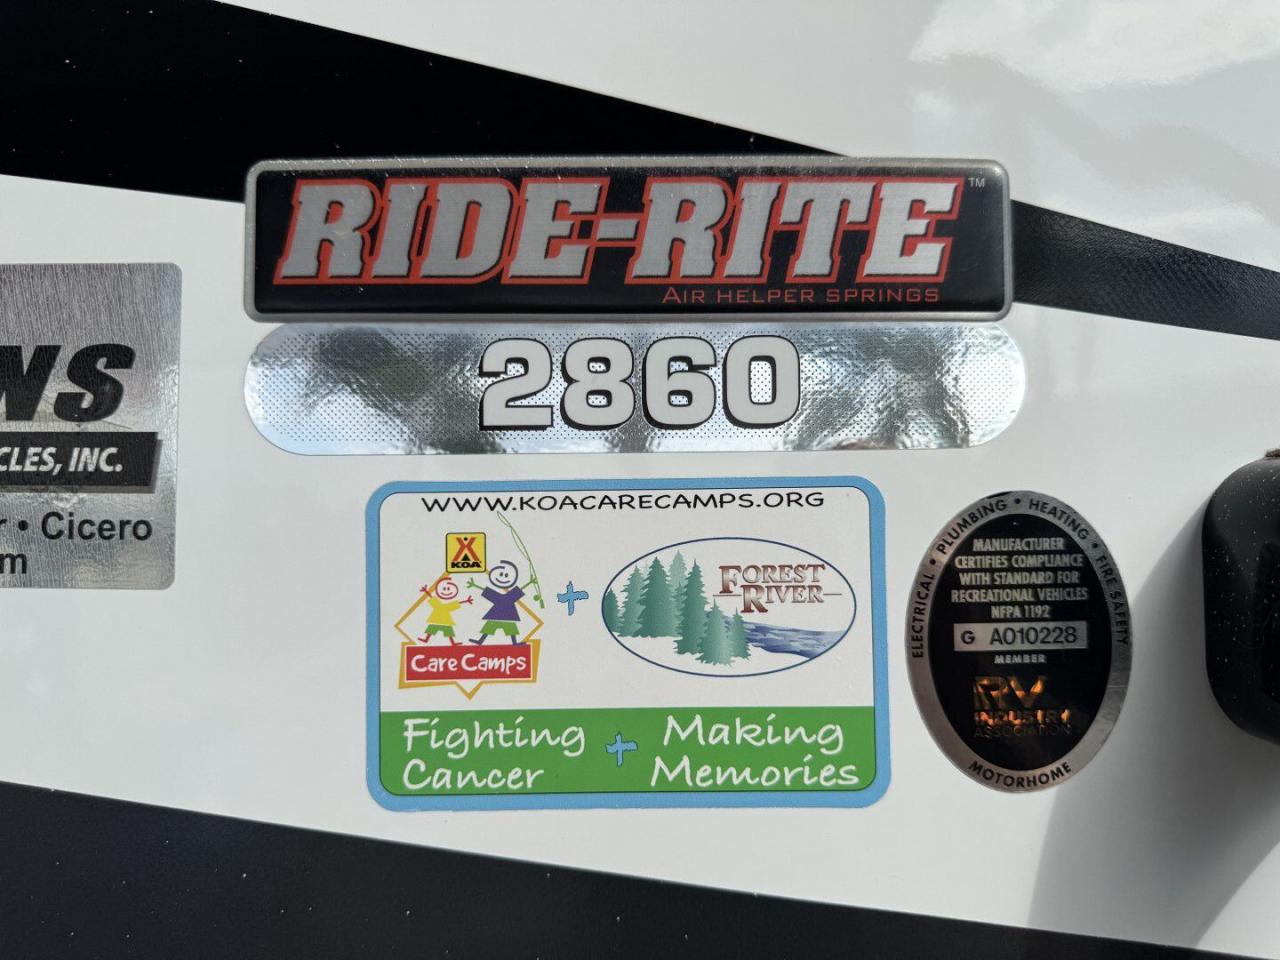 RIDE-RITE™
AIR HELPER SPRINGS
2860
WS
CLES, INC.
r • Cicero
m
WWW.KOACARECAMPS.ORG
KOA
Care Camps
+
FOREST
RIVER
Fighting + Making
Cancer Memories
ELECTRICAL • PLUMBING • HEATING • FIRE SAFETY
MANUFACTURER
CERTIFIES COMPLIANCE
WITH STANDARD FOR
RECREATIONAL VEHICLES
NFPA 1192
G A010228
MEMBER
RV
INDUSTRY
ASSOCIATION
MOTORHOME